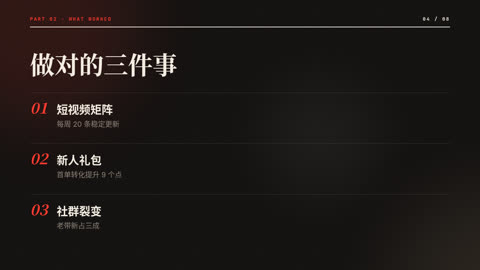 PART 02 · WHAT WORKED
04 / 08
做对的三件事
01 短视频矩阵
每周 20 条稳定更新
02 新人礼包
首单转化提升 9 个点
03 社群裂变
老带新占三成